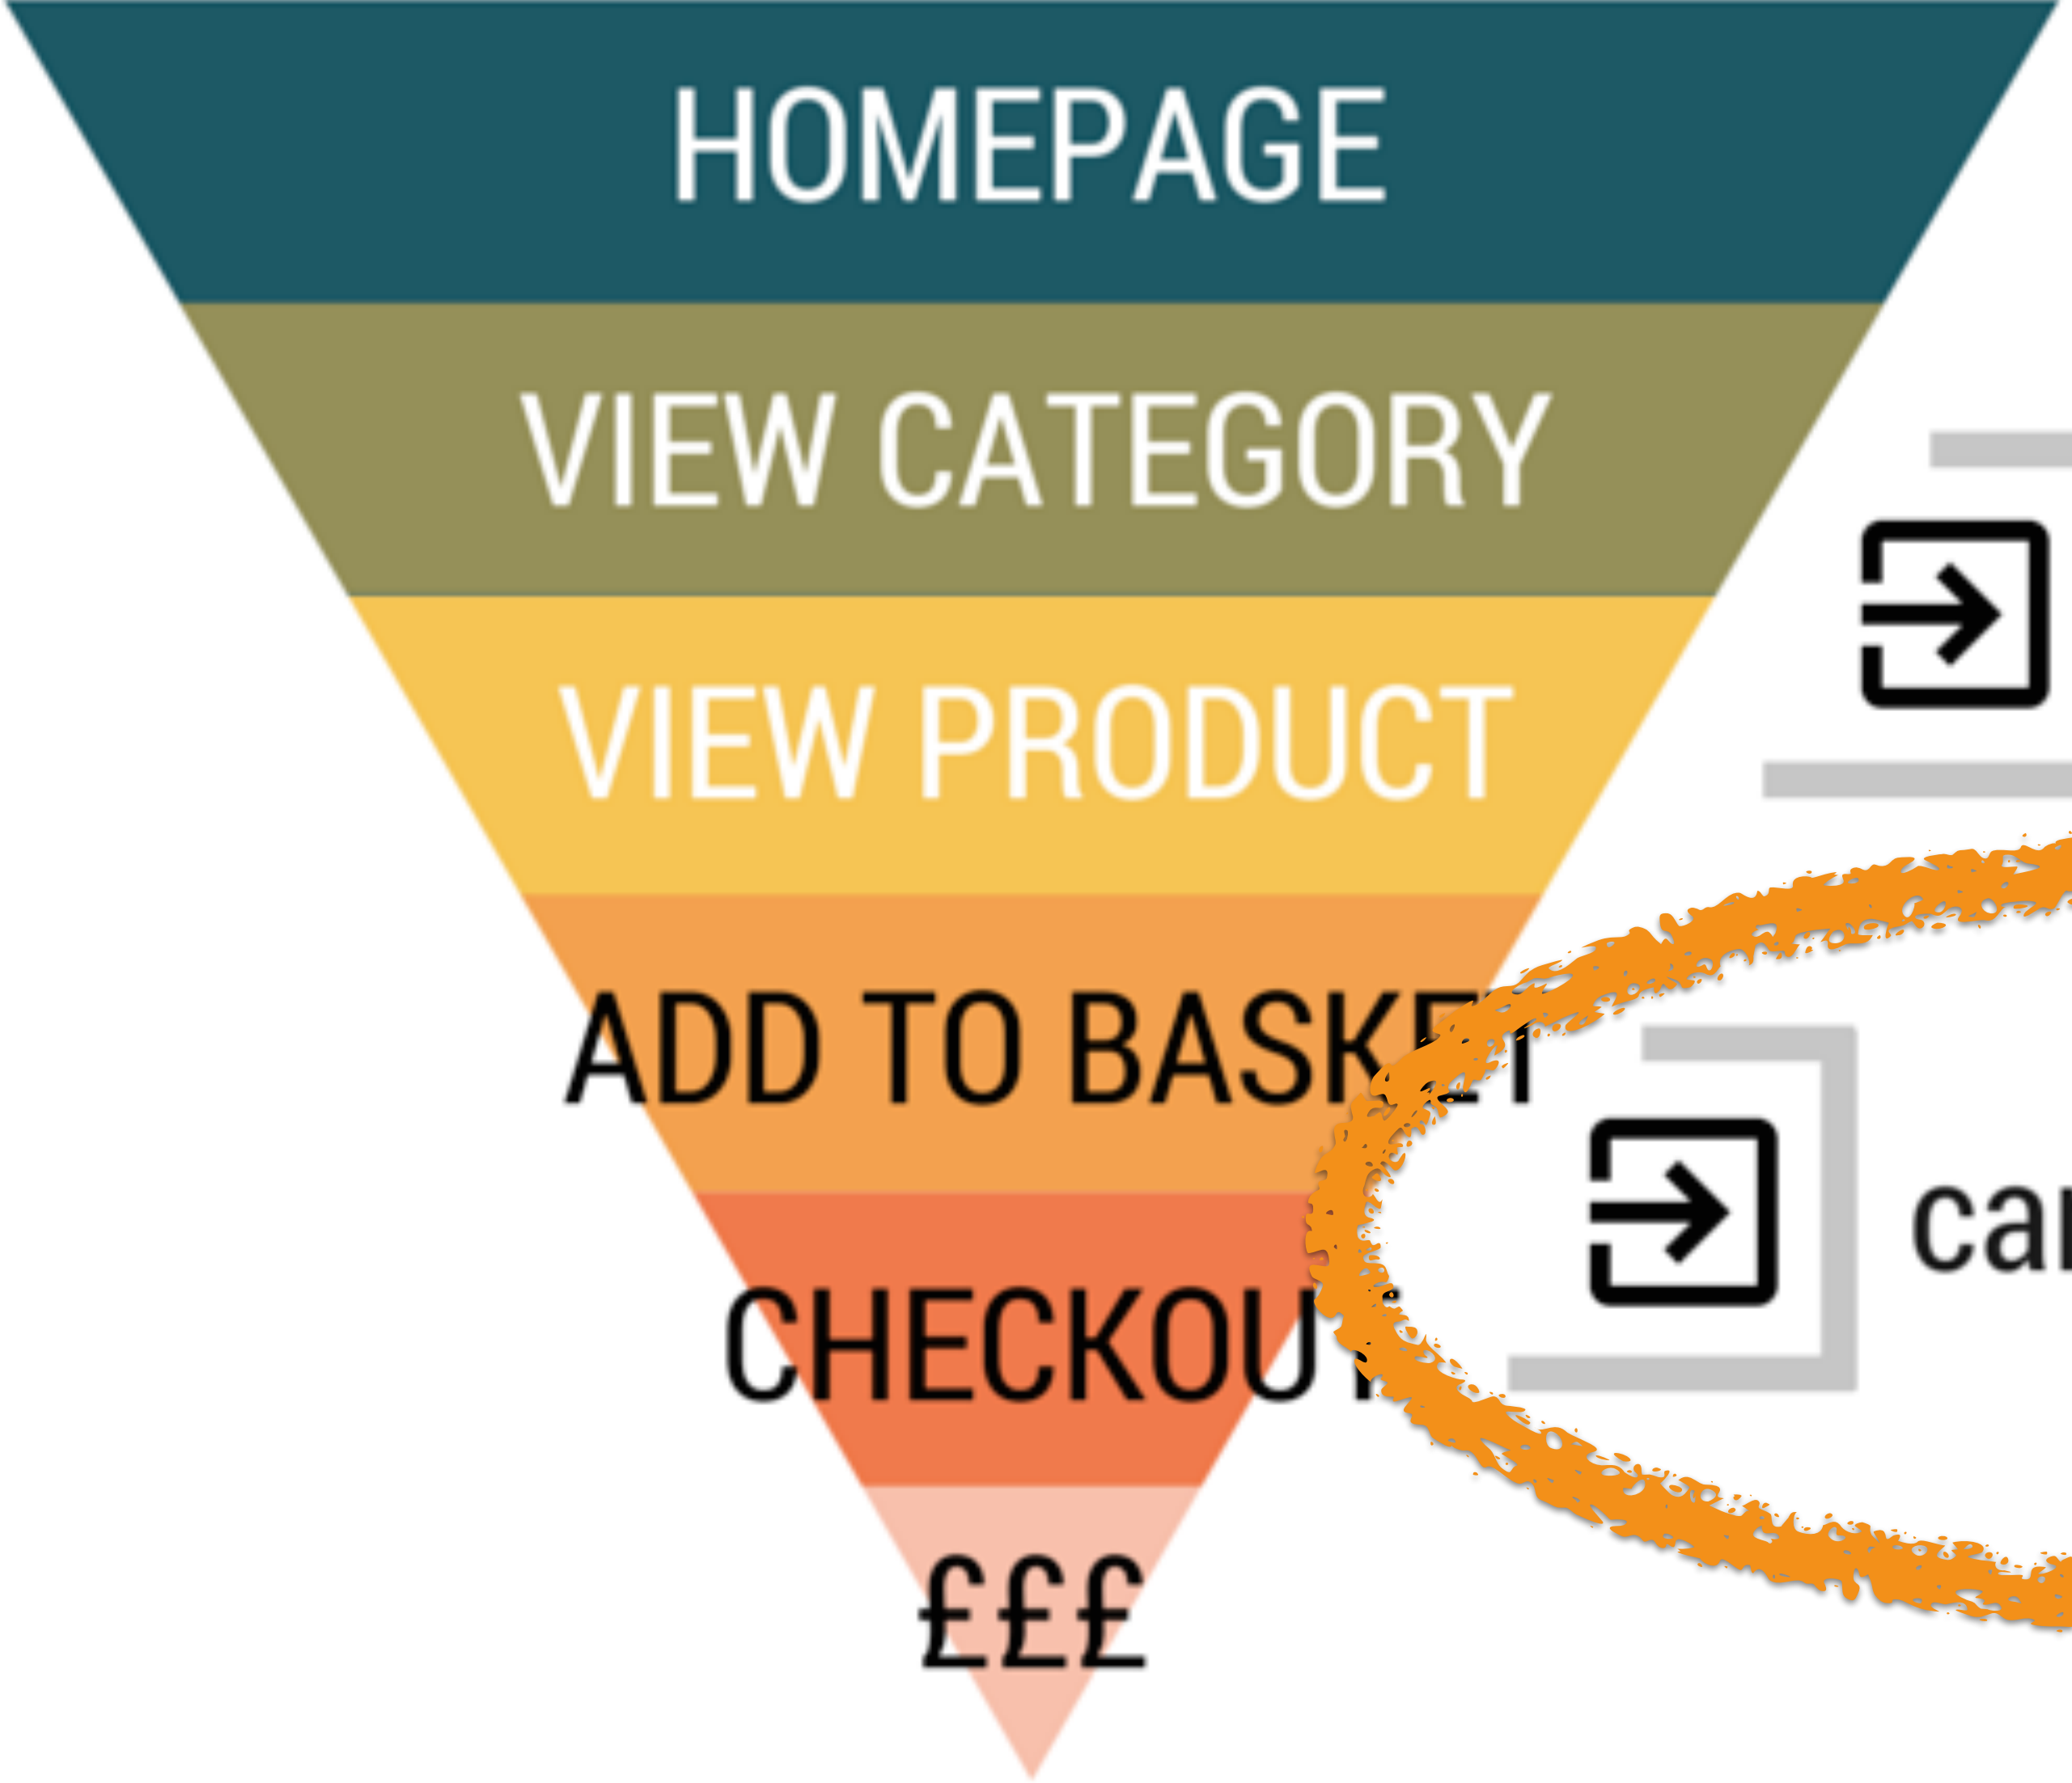 HOMEPAGE
VIEW CATEGORY
VIEW PRODUCT
ADD TO BASKET
CHECKOUT
£££